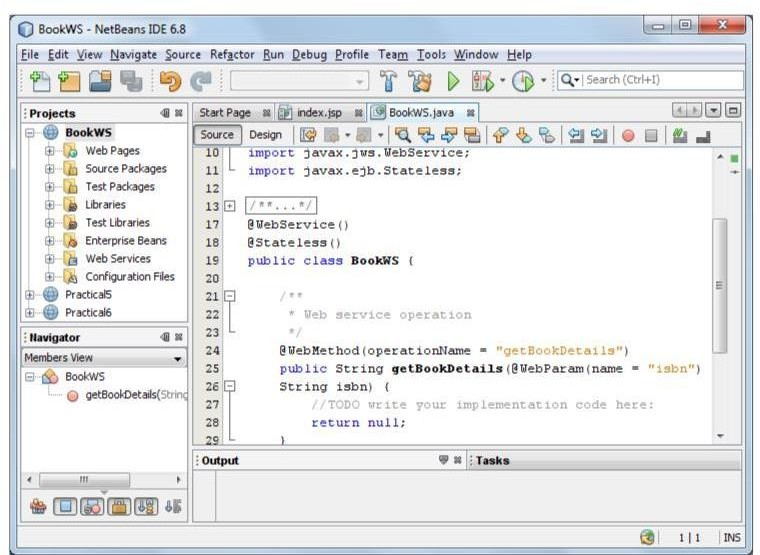 BookWS - NetBeans IDE 6.8
File Edit View Navigate Source Refactor Run Debug Profile Team Tools Window Help
Search (Ctrl+I)
Projects
BookWS
Web Pages
Source Packages
Test Packages
Libraries
Test Libraries
Enterprise Beans
Web Services
Configuration Files
Practical5
Practical6
Navigator
Members View
BookWS
getBookDetails(String
Start Page index.jsp BookWS.java
Source Design
10 import javax.jws.WebService;
11 import javax.ejb.Stateless;
12
13 /**...*/
17 @WebService()
18 @Stateless()
19 public class BookWS {
20
21 /**
22 * Web service operation
23 */
24 @WebMethod(operationName = "getBookDetails")
25 public String getBookDetails(@WebParam(name = "isbn")
26 String isbn) {
27 //TODO write your implementation code here:
28 return null;
29 }
Output Tasks
1|1 INS